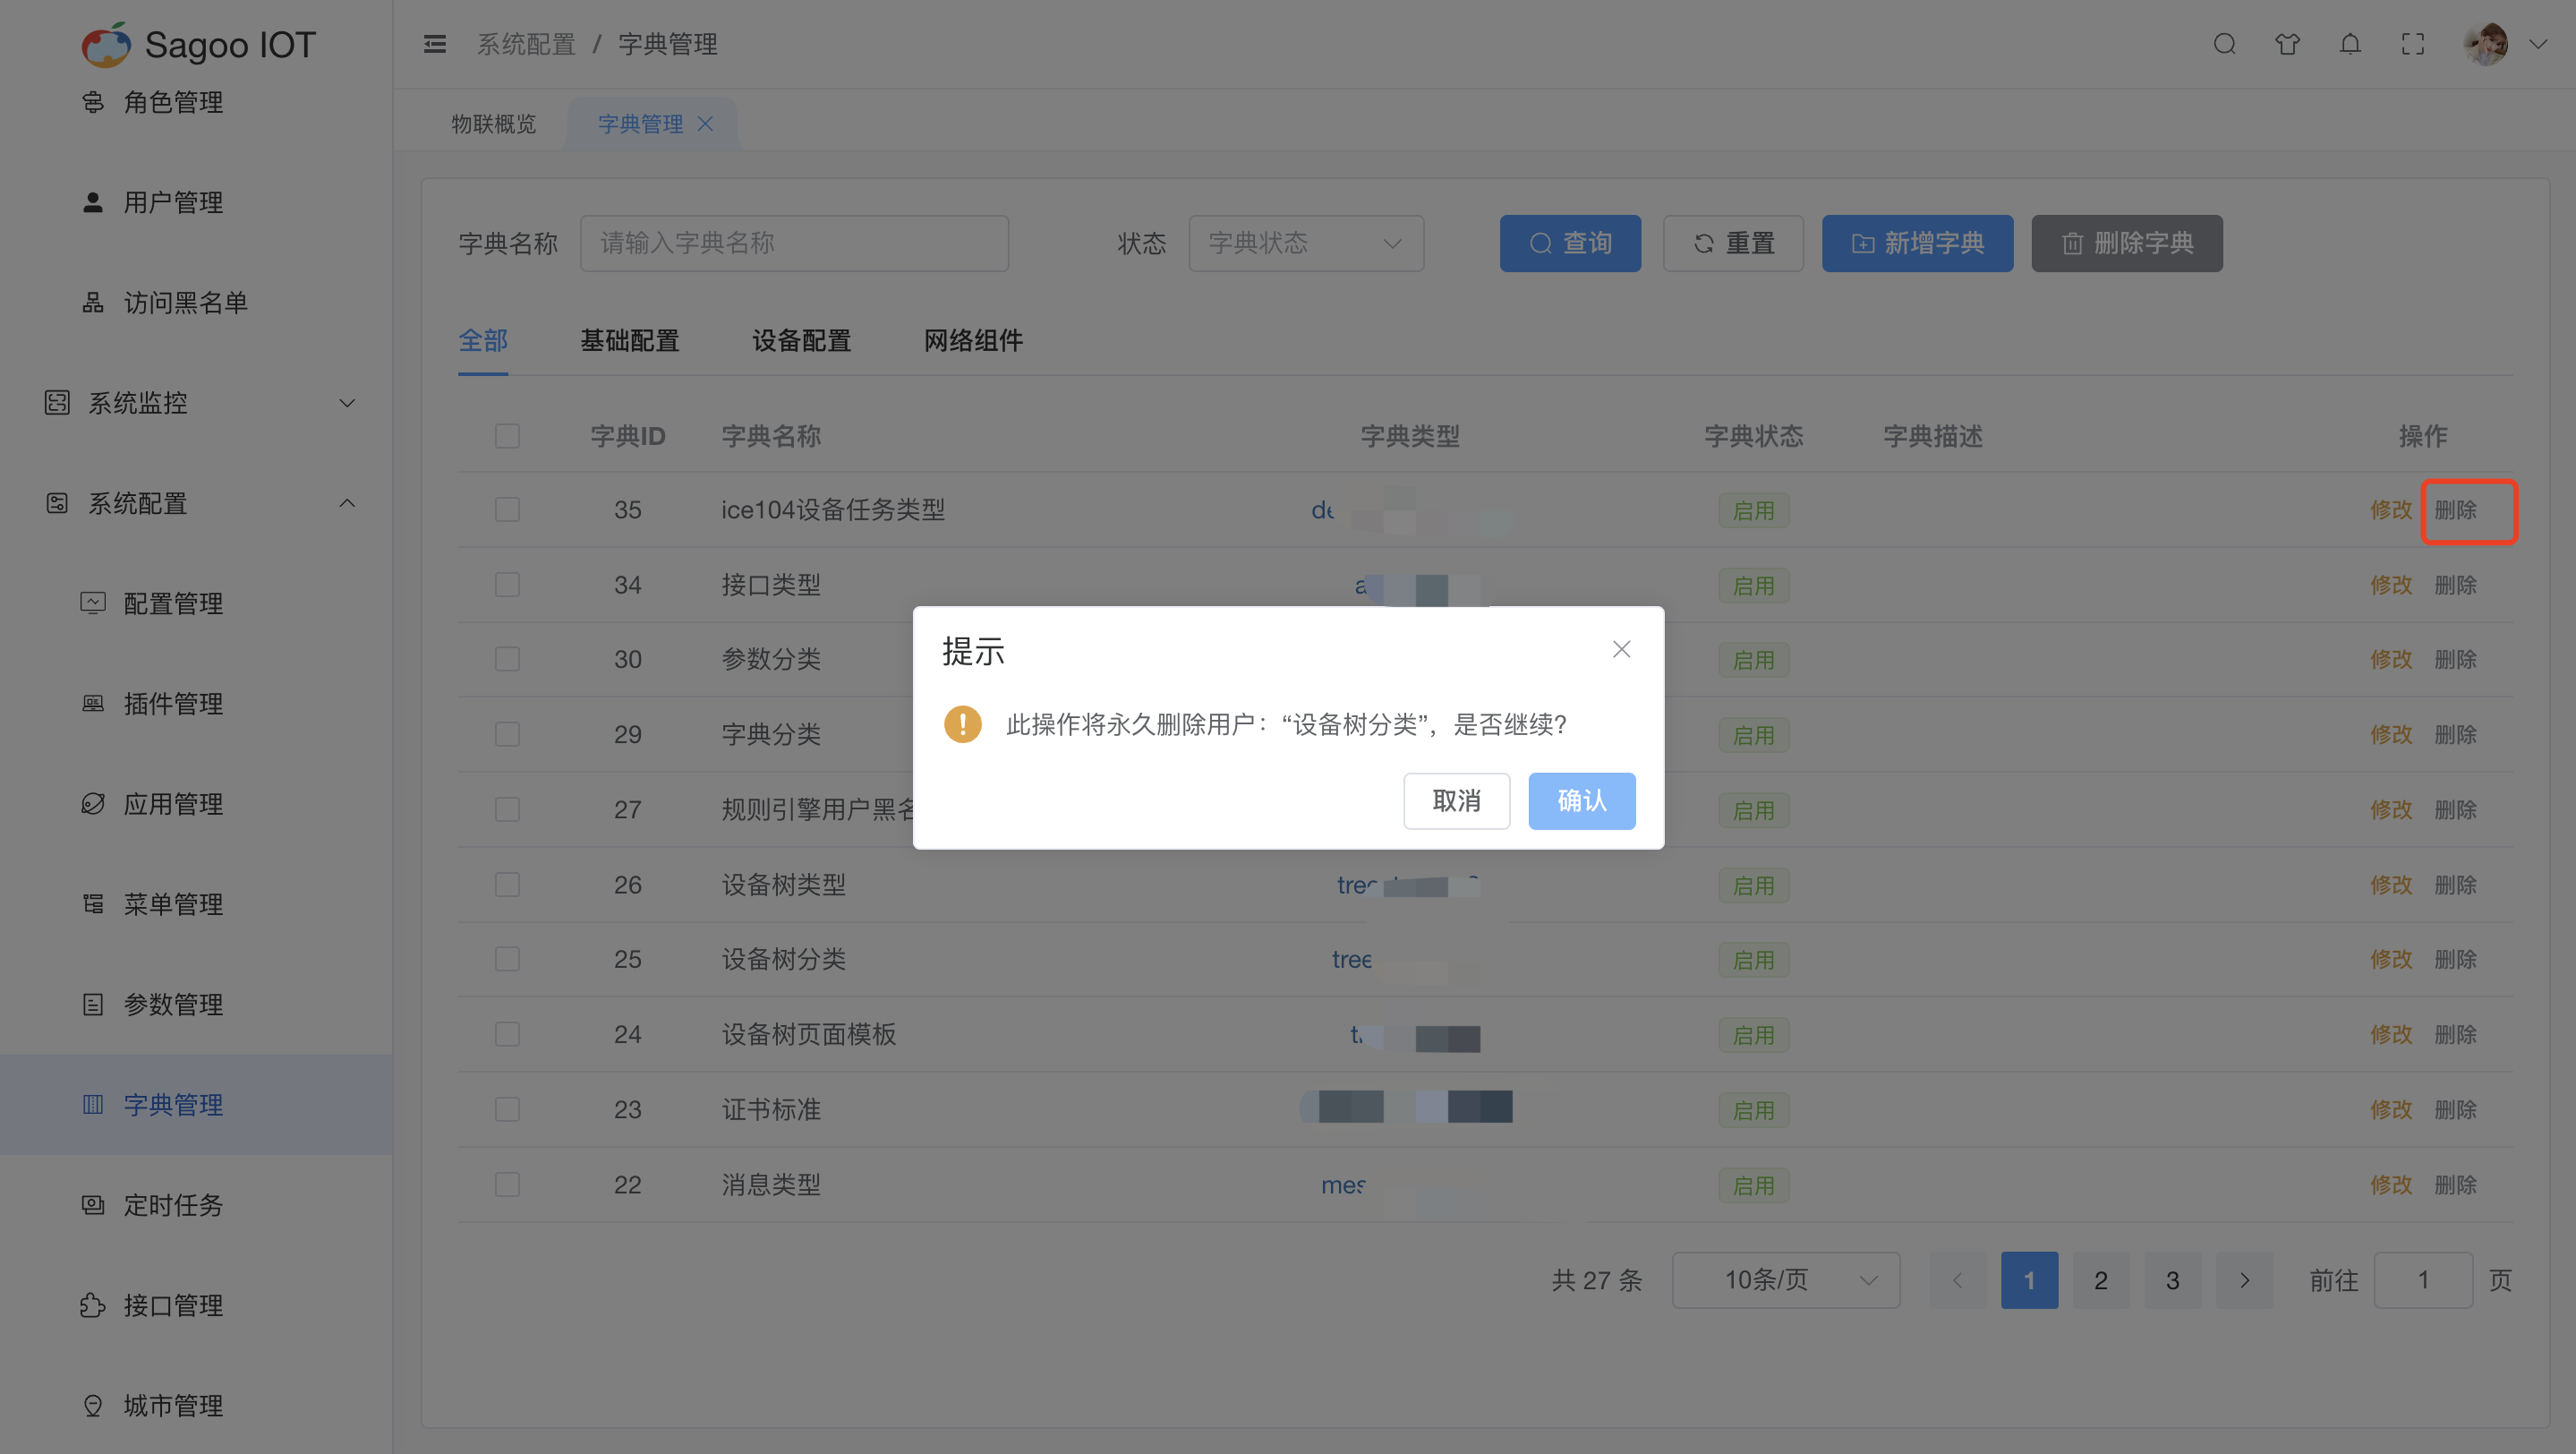 Sagoo IOT
角色管理
用户管理
访问黑名单
系统监控
系统配置
配置管理
插件管理
应用管理
菜单管理
参数管理
字典管理
定时任务
接口管理
城市管理
系统配置 / 字典管理
物联概览 字典管理
字典名称 请输入字典名称 状态 字典状态 查询 重置 新增字典 删除字典
全部 基础配置 设备配置 网络组件
字典ID 字典名称 字典类型 字典状态 字典描述 操作
35 ice104设备任务类型 启用 修改 删除
34 接口类型 启用 修改 删除
30 参数分类 启用 修改 删除
29 字典分类 启用 修改 删除
27 规则引擎用户黑名 启用 修改 删除
26 设备树类型 启用 修改 删除
25 设备树分类 tree 启用 修改 删除
24 设备树页面模板 启用 修改 删除
23 证书标准 启用 修改 删除
22 消息类型 启用 修改 删除
提示
此操作将永久删除用户：“设备树分类”，是否继续?
取消 确认
共 27 条 10条/页 1 2 3 前往 1 页